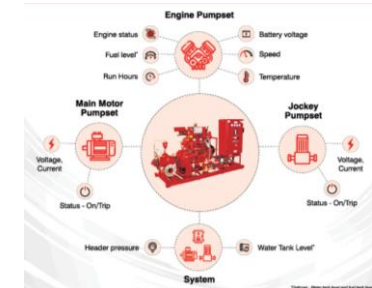 Engine Pumpset
Engine status
Battery voltage
Fuel level*
Speed
Run Hours
Temperature
Main Motor
Pumpset
Jockey
Pumpset
Voltage,
Current
Voltage,
Current
Status - On/Trip
Status - On/Trip
Header pressure
Water Tank Level*
System